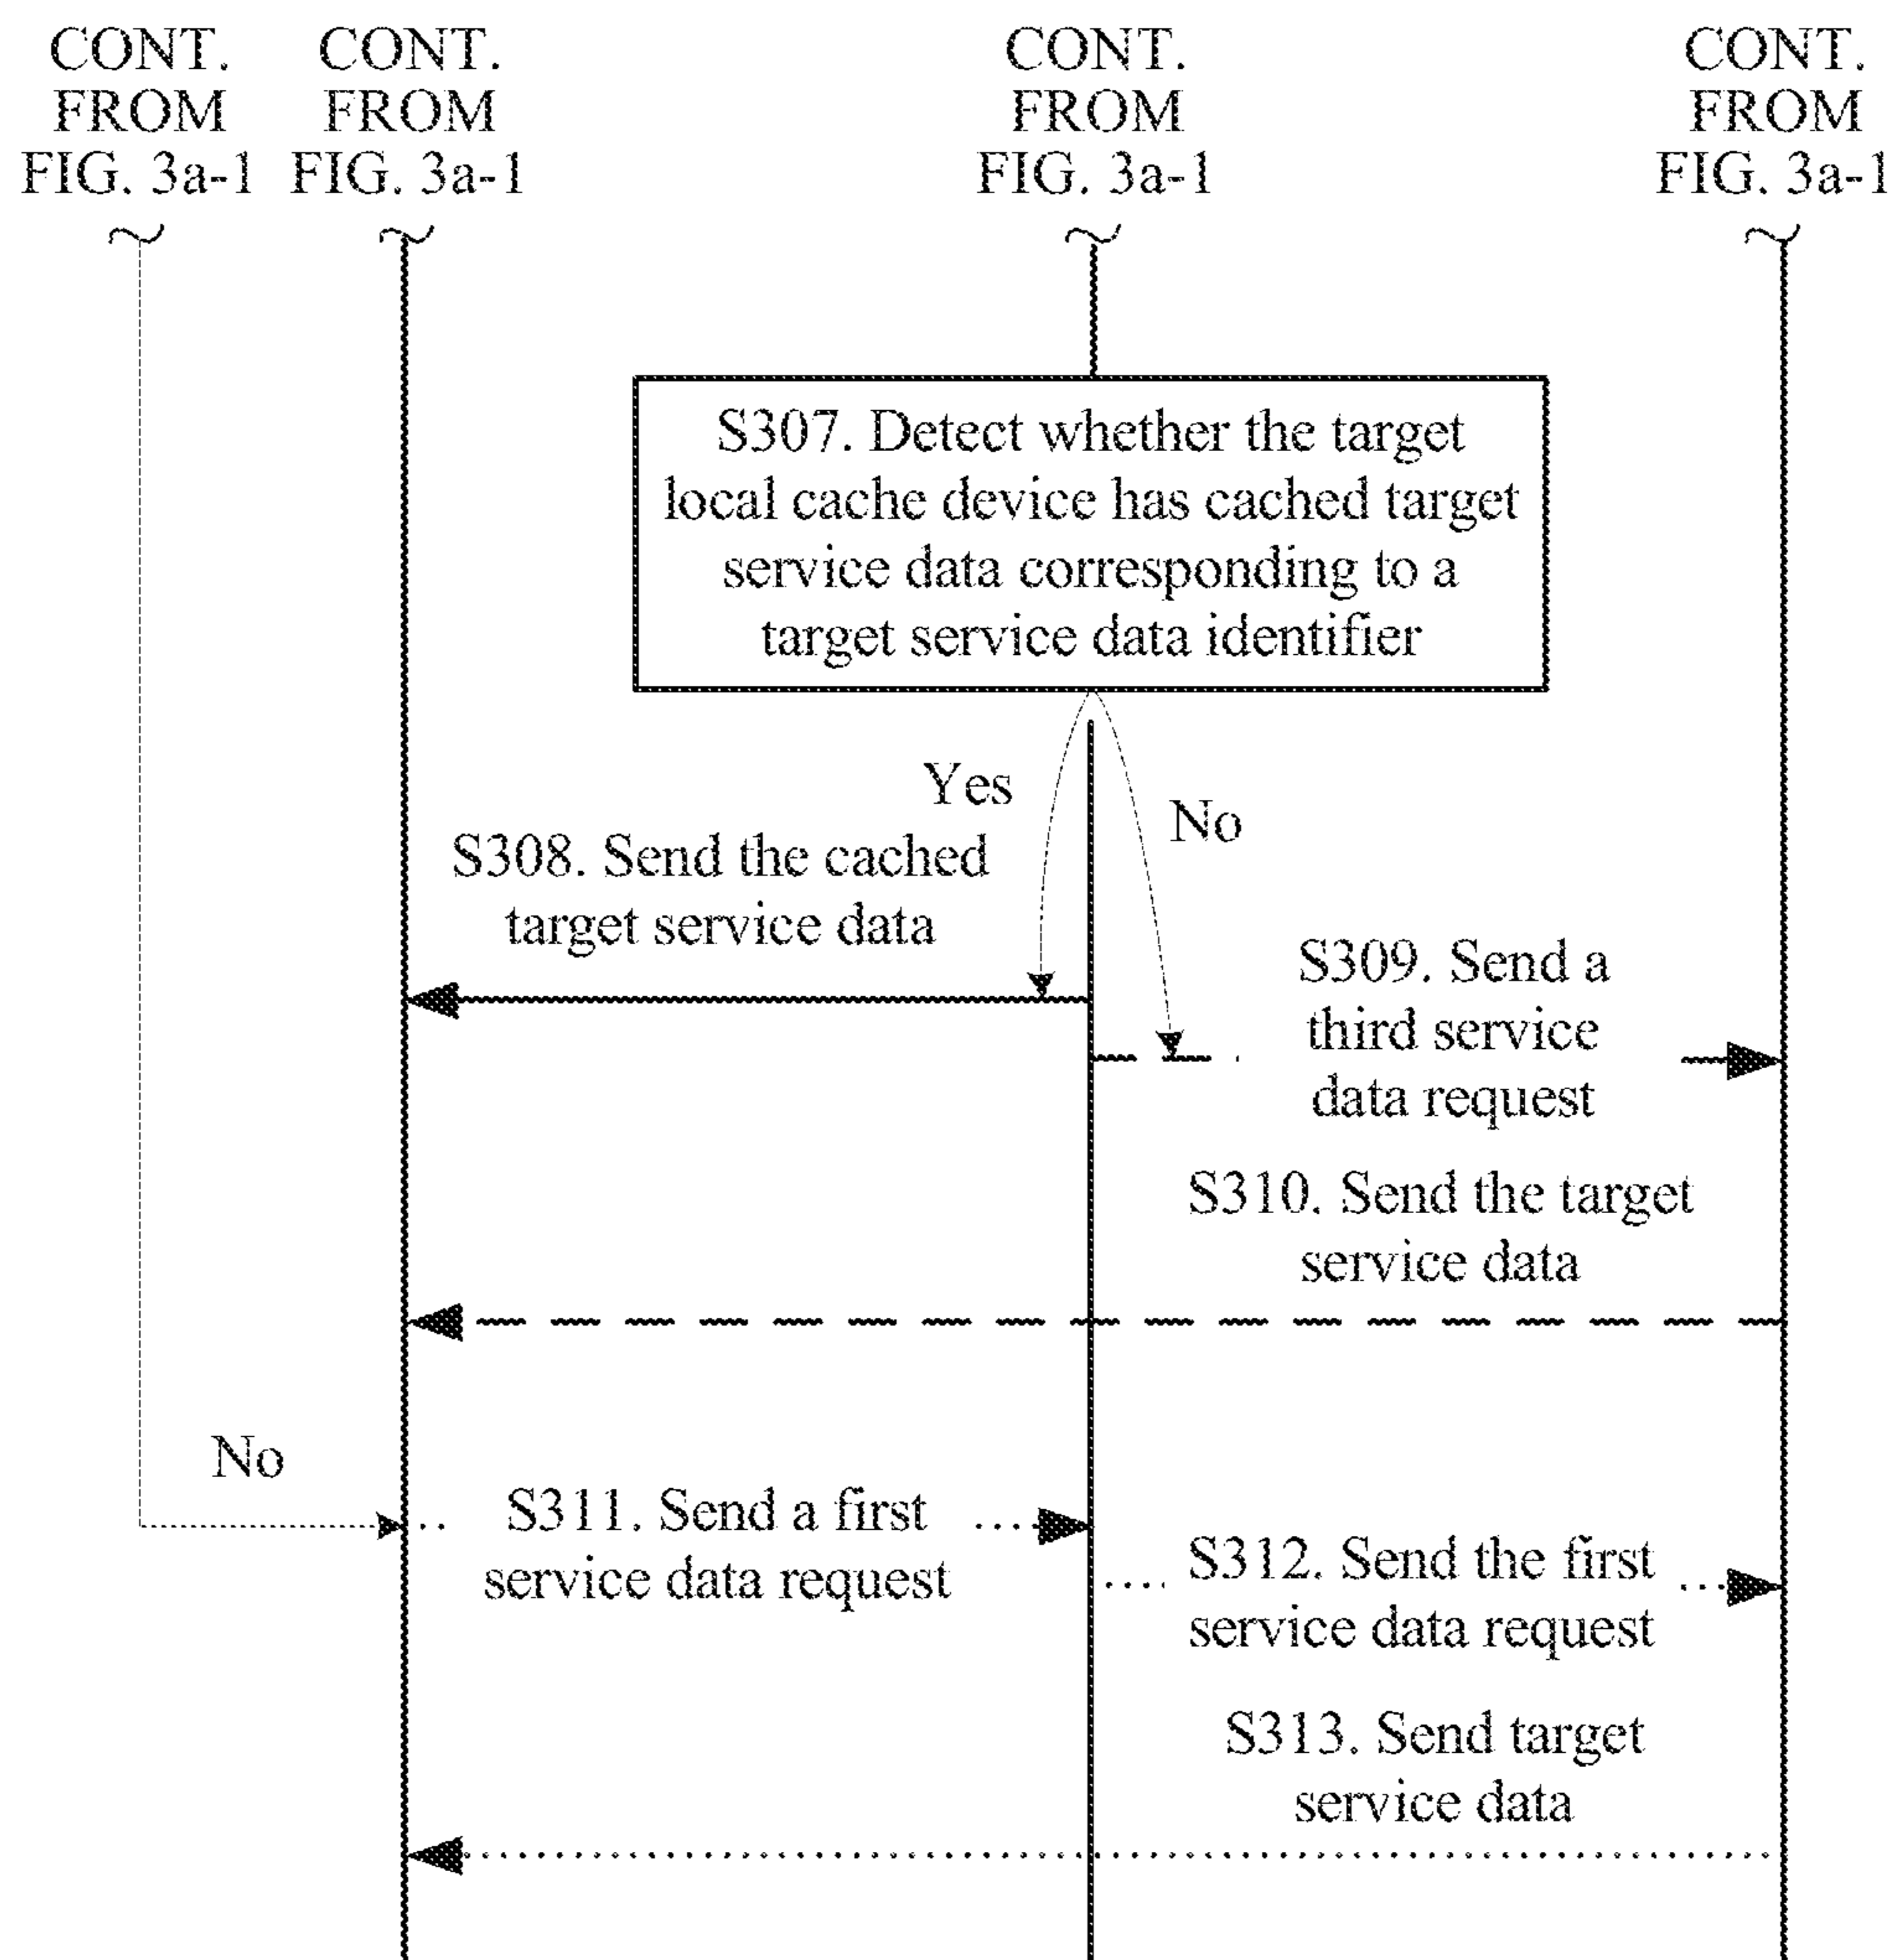 CONT.
FROM
FIG. 3a-1
CONT.
FROM
FIG. 3a-1
CONT.
FROM
FIG. 3a-1
CONT.
FROM
FIG. 3a-1
S307. Detect whether the target
local cache device has cached target
service data corresponding to a
target service data identifier
Yes
No
S308. Send the cached
target service data
S309. Send a
third service
data request
S310. Send the target
service data
No
S311. Send a first
service data request
S312. Send the first
service data request
S313. Send target
service data